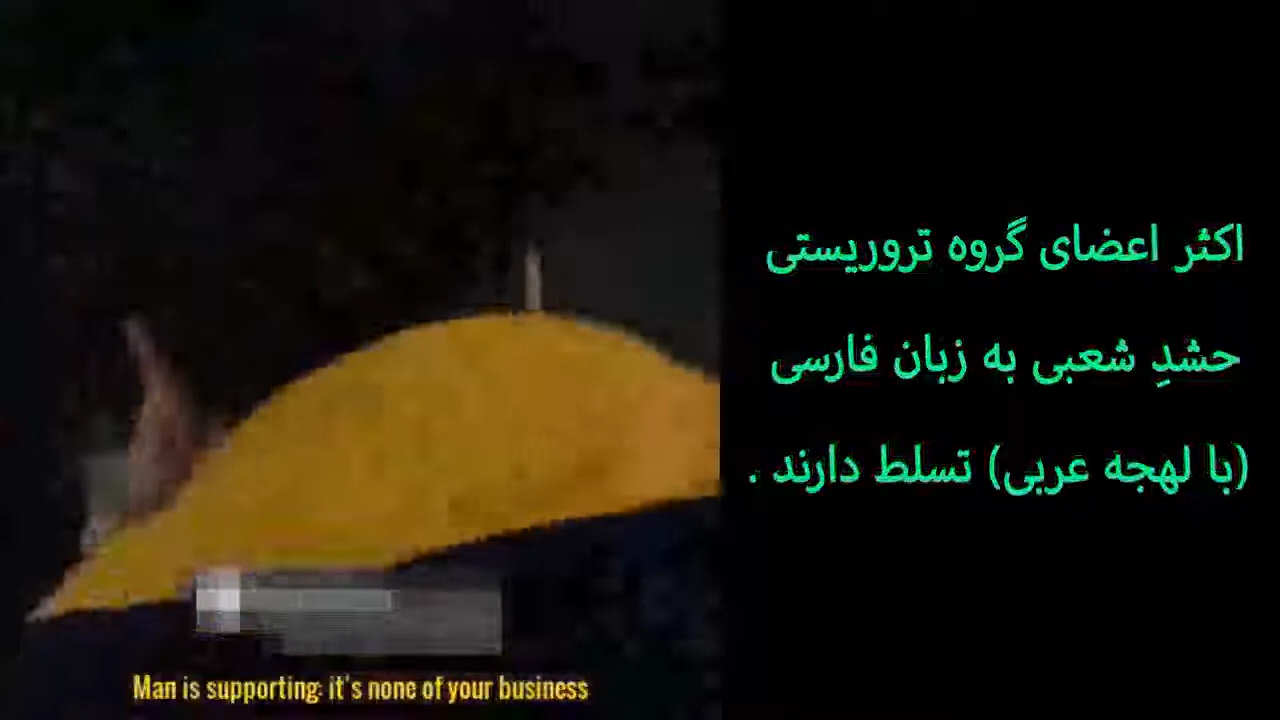 اکثر اعضای گروه تروریستی
حشدِ شعبی به زبان فارسی
(با لهجه عربی) تسلط دارند .
Man is supporting: it's none of your business